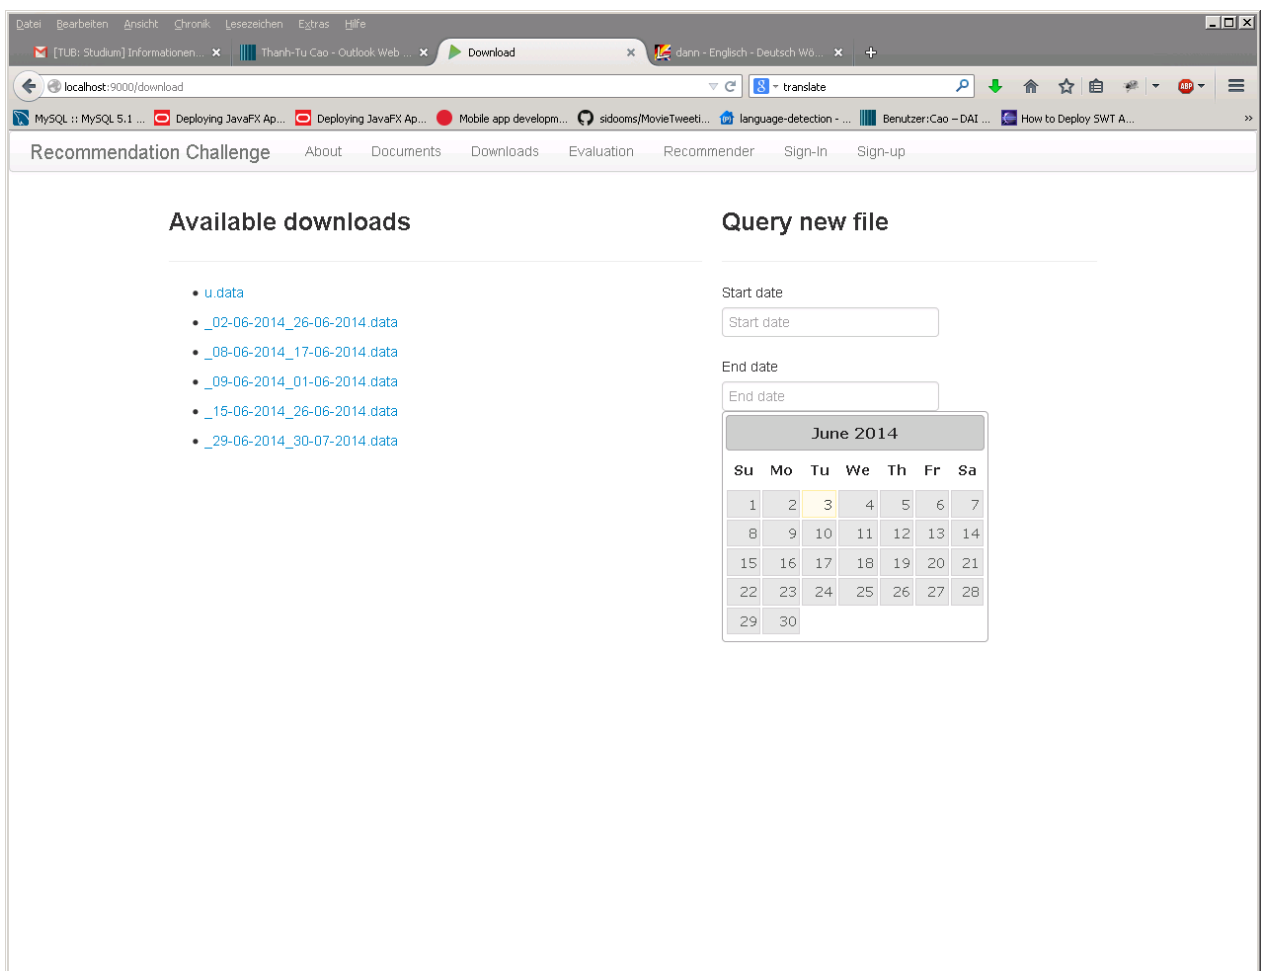 Datei Bearbeiten Ansicht Chronik Lesezeichen Extras Hilfe
[TUB: Studium] Informationen... Thanh-Tu Cao - Outlook Web ... Download dann - Englisch - Deutsch Wö...
localhost:9000/download translate
MySQL :: MySQL 5.1 ... Deploying JavaFX Ap... Deploying JavaFX Ap... Mobile app developm... sidooms/MovieTweeti... language-detection - ... Benutzer:Cao – DAI ... How to Deploy SWT A...
Recommendation Challenge About Documents Downloads Evaluation Recommender Sign-In Sign-up
Available downloads
u.data
_02-06-2014_26-06-2014.data
_08-06-2014_17-06-2014.data
_09-06-2014_01-06-2014.data
_15-06-2014_26-06-2014.data
_29-06-2014_30-07-2014.data
Query new file
Start date
Start date
End date
End date
June 2014
Su Mo Tu We Th Fr Sa
1 2 3 4 5 6 7
8 9 10 11 12 13 14
15 16 17 18 19 20 21
22 23 24 25 26 27 28
29 30